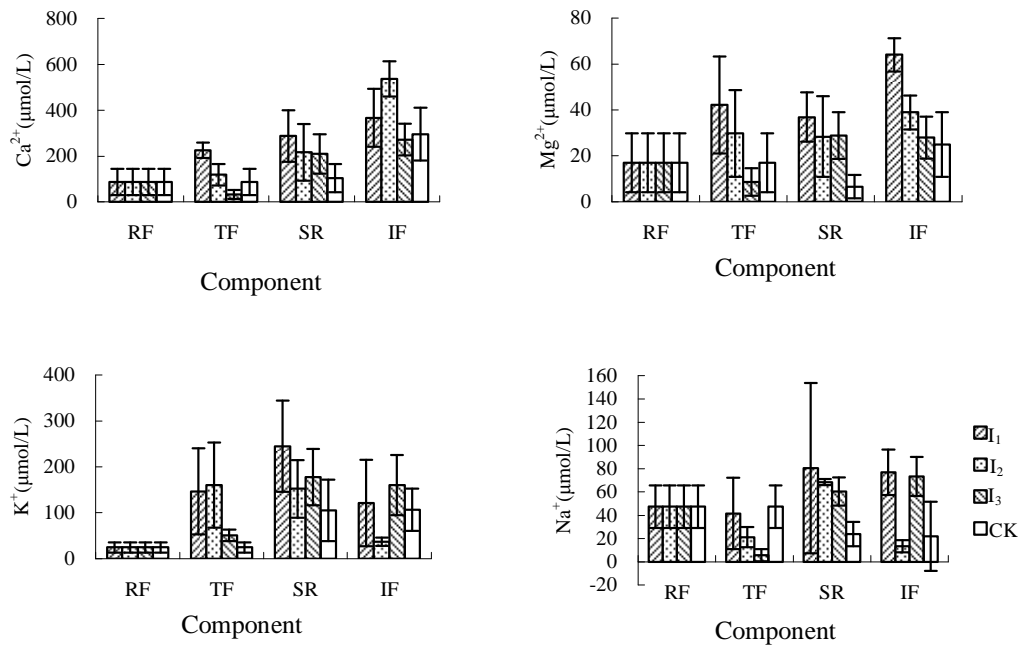 Ca²⁺(μmol/L)
800
600
400
200
0
RF TF SR IF
Component
Mg²⁺(μmol/L)
80
60
40
20
0
RF TF SR IF
Component
K⁺(μmol/L)
400
300
200
100
0
RF TF SR IF
Component
Na⁺(μmol/L)
160
140
120
100
80
60
40
20
0
-20
RF TF SR IF
Component
I₁
I₂
I₃
CK